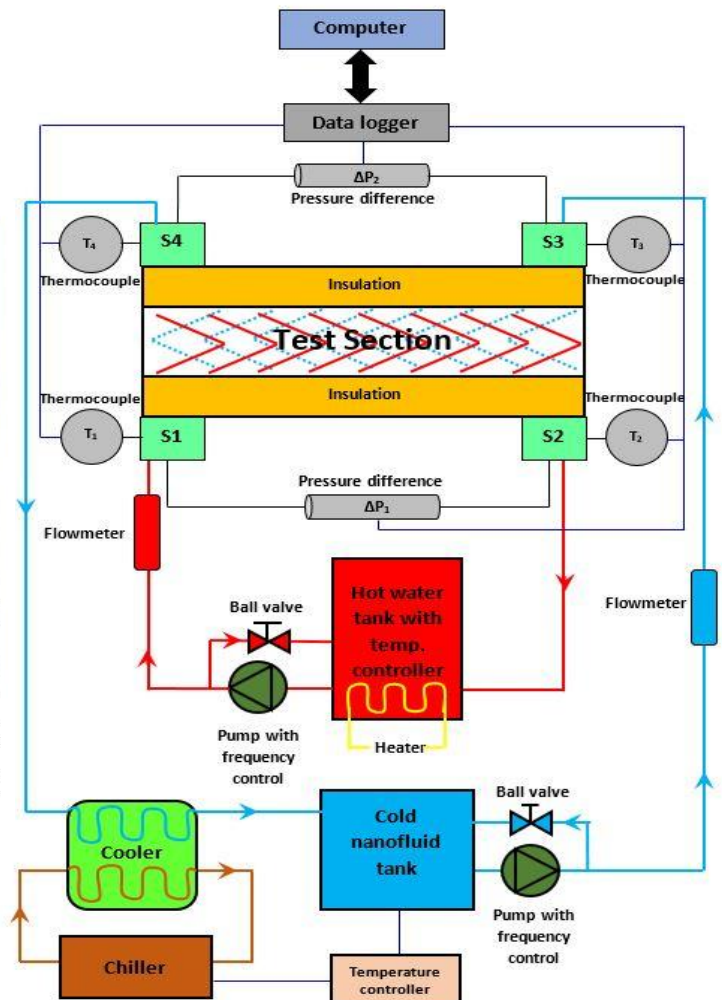 Computer
Data logger
ΔP₂
Pressure difference
S4
S3
T₄
T₃
Thermocouple
Thermocouple
Insulation
Test Section
Insulation
Thermocouple
Thermocouple
T₁
S1
S2
T₂
Pressure difference
ΔP₁
Flowmeter
Hot water
tank with
temp.
controller
Ball valve
Flowmeter
Pump with
frequency
control
Heater
Ball valve
Cold
nanofluid
tank
Cooler
Pump with
frequency
control
Chiller
Temperature
controller